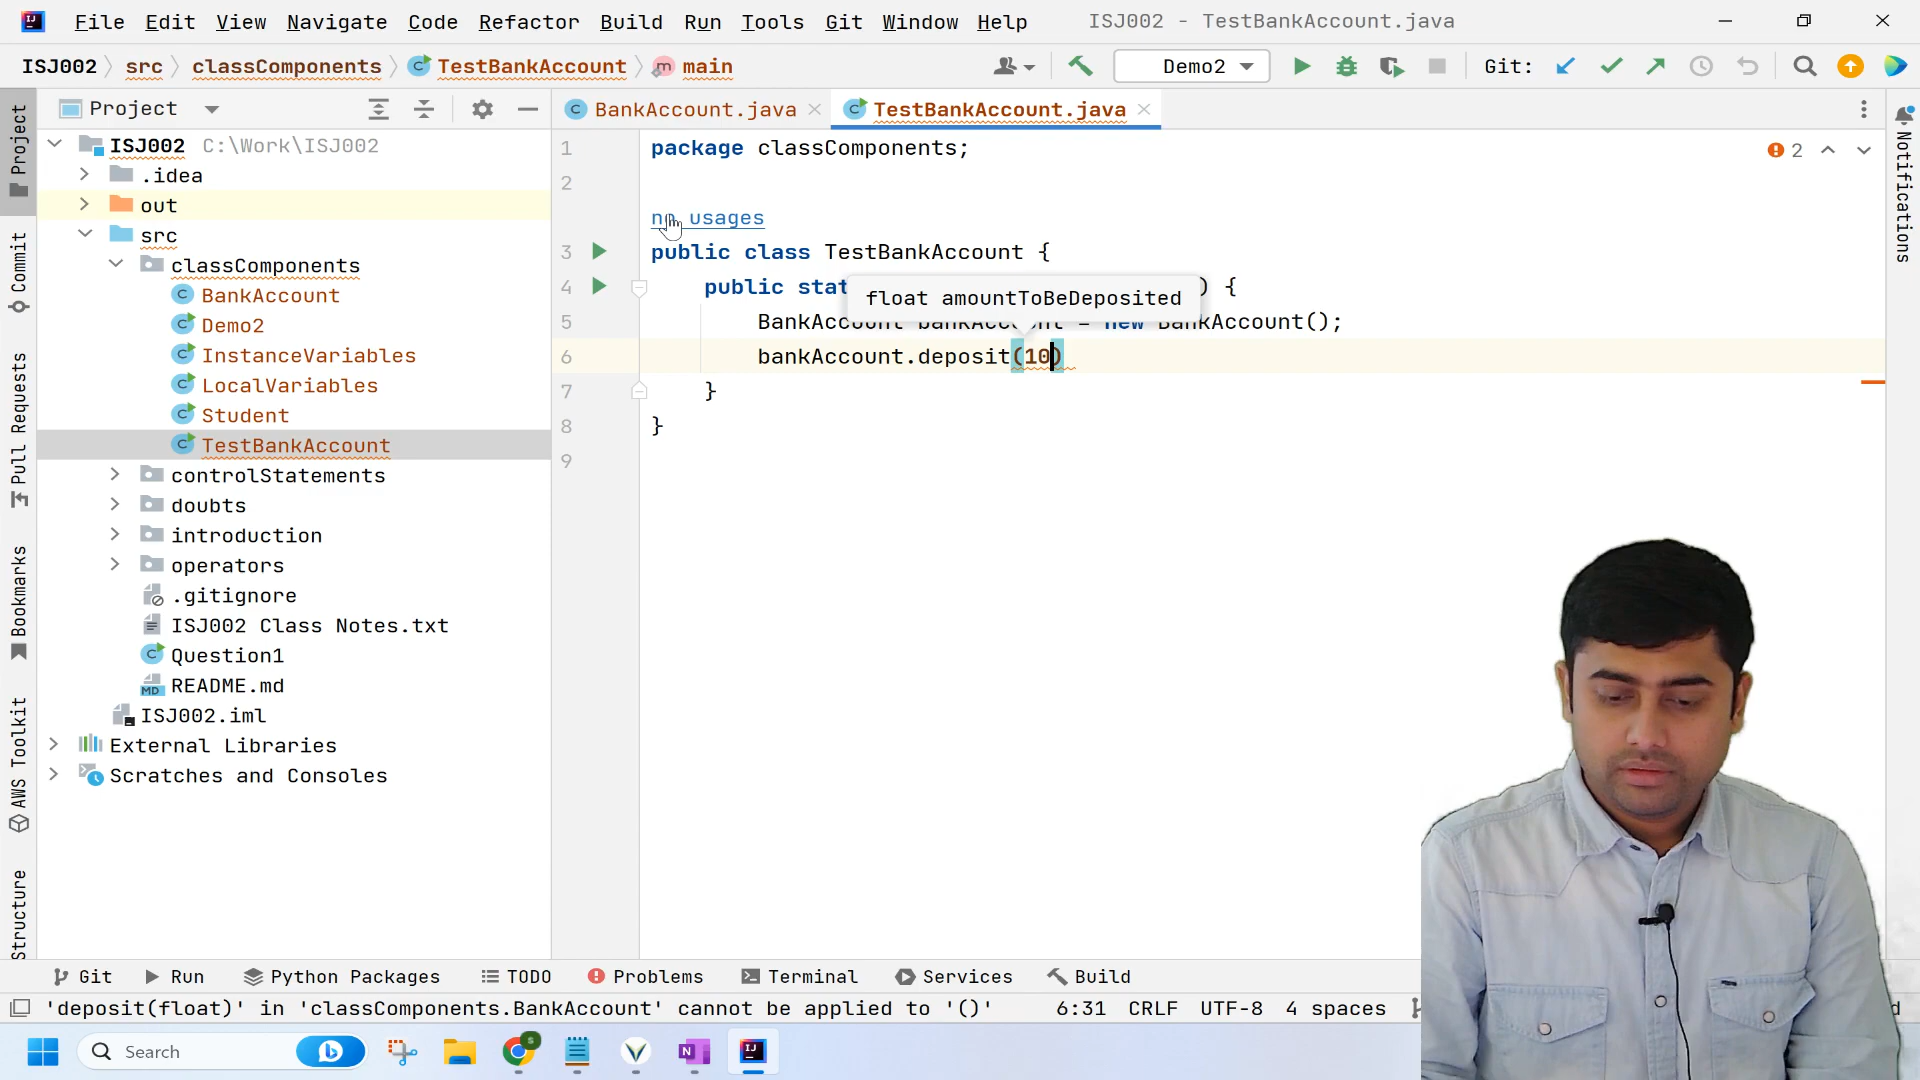 File Edit View Navigate Code Refactor Build Run Tools Git Window Help ISJ002 - TestBankAccount.java
ISJ002 src classComponents TestBankAccount main Demo2 Git:
Project
BankAccount.java TestBankAccount.java
ISJ002 C:\Work\ISJ002
.idea
out
src
classComponents
BankAccount
Demo2
InstanceVariables
LocalVariables
Student
TestBankAccount
controlStatements
doubts
introduction
operators
.gitignore
ISJ002 Class Notes.txt
Question1
README.md
ISJ002.iml
External Libraries
Scratches and Consoles
Project
Commit
Pull Requests
Bookmarks
AWS Toolkit
Structure
1 package classComponents;
2
usages
3 public class TestBankAccount {
4 public ) {
float amountToBeDeposited
5 BankAccount bankAccount = new BankAccount();
6 bankAccount.deposit(10)
7 }
8 }
9
2
Notifications
Git Run Python Packages TODO Problems Terminal Services Build
'deposit(float)' in 'classComponents.BankAccount' cannot be applied to '()' 6:31 CRLF UTF-8 4 spaces
Search